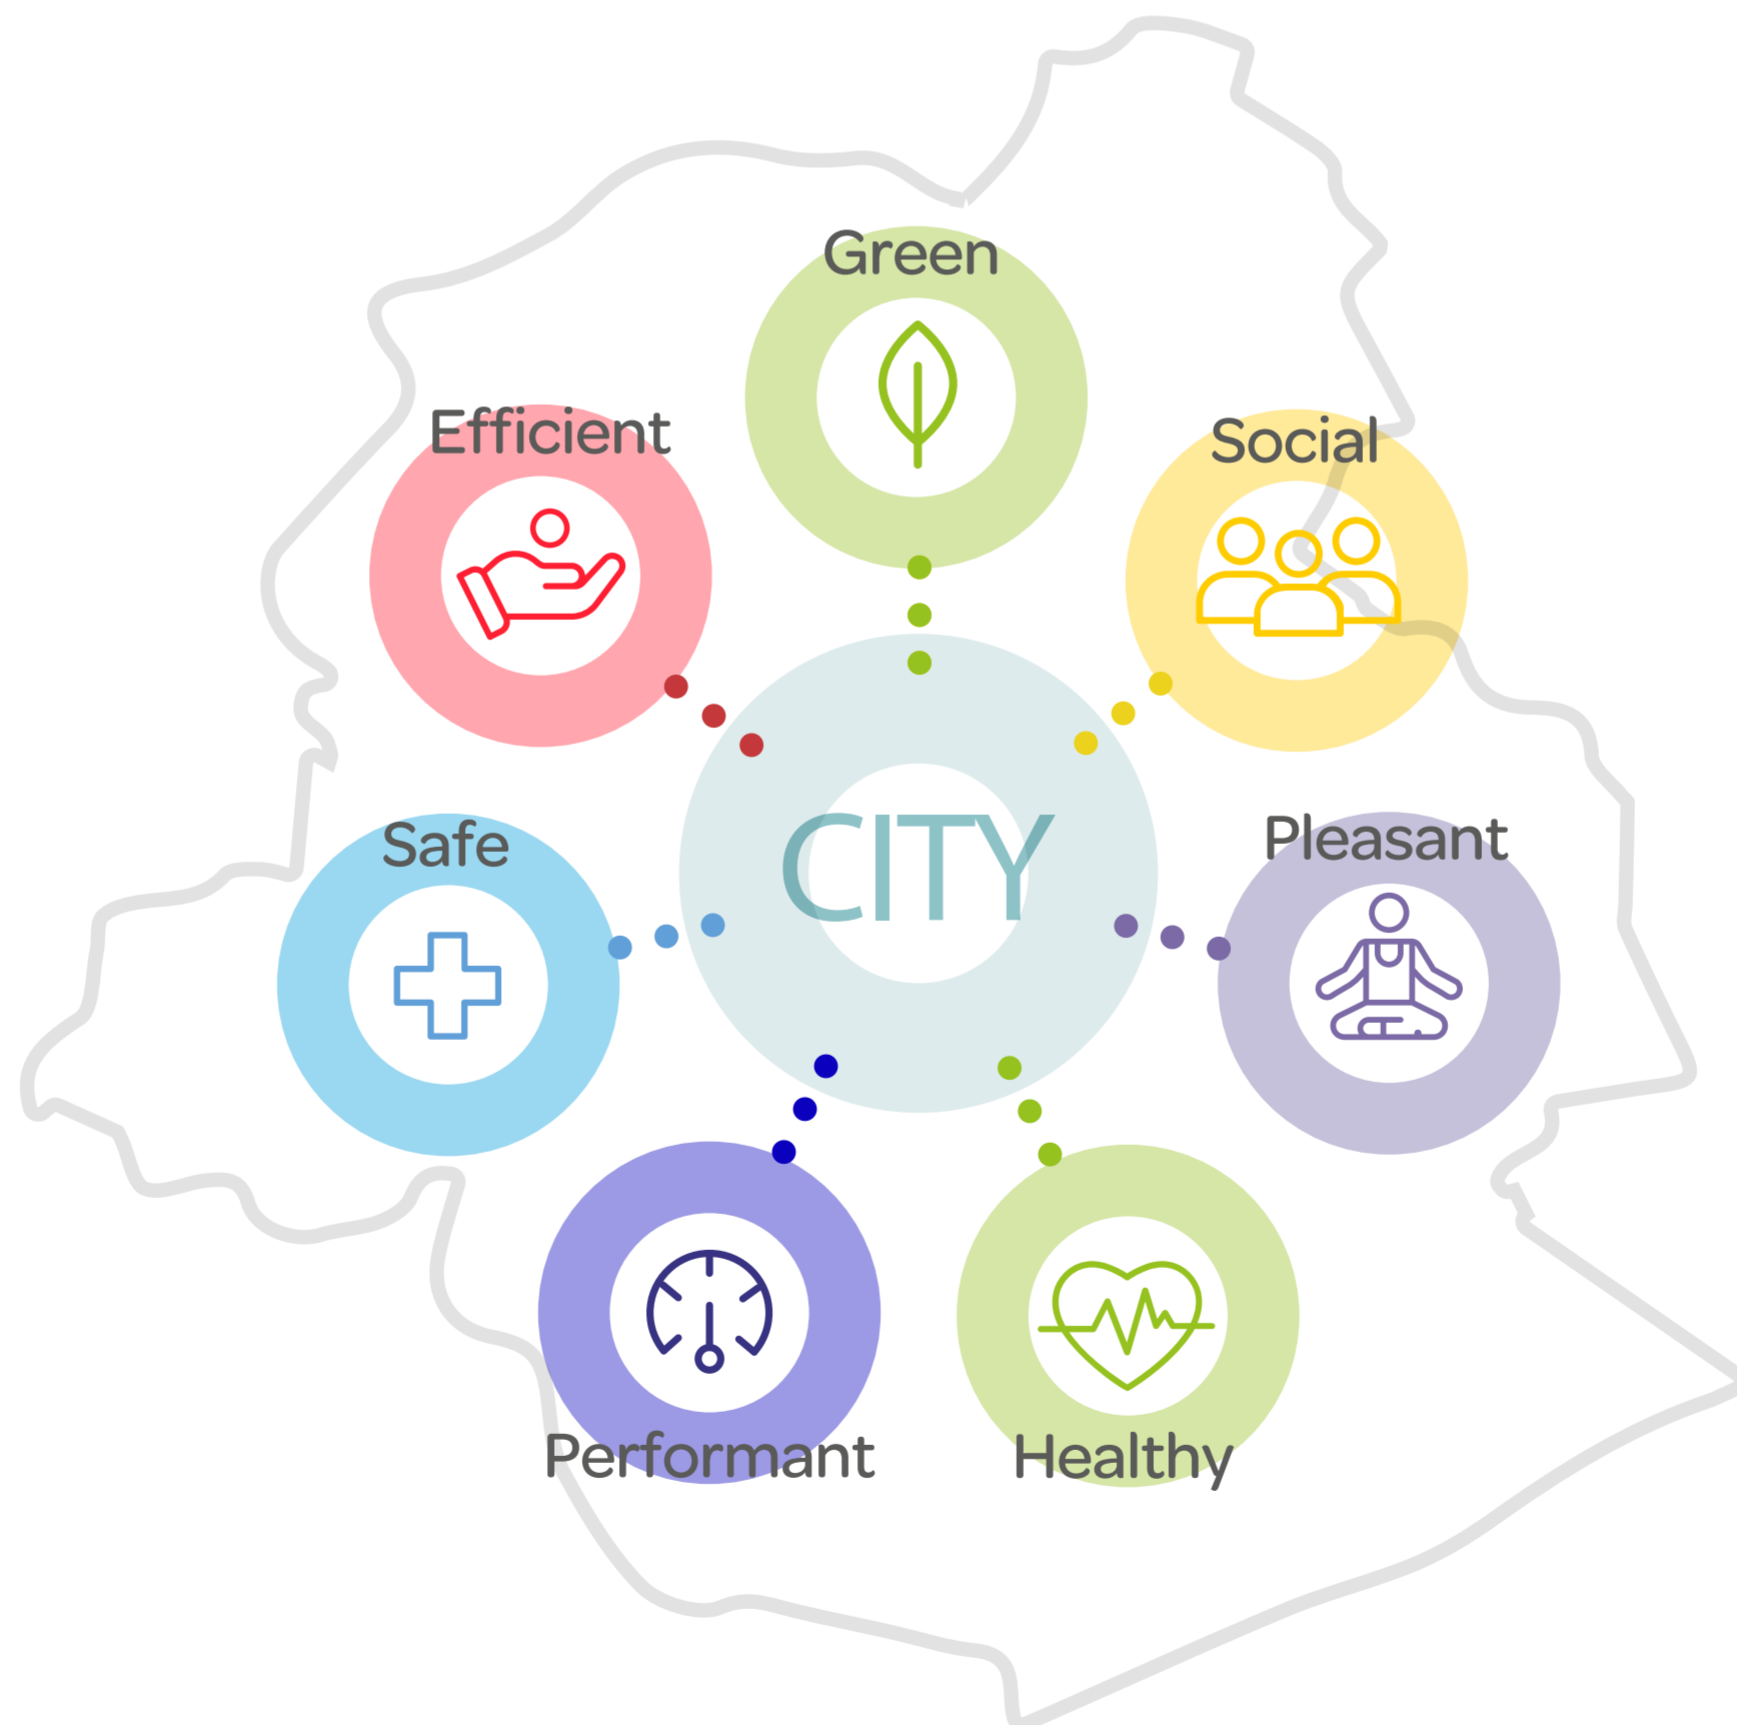 Green
Efficient
Social
CITY
Safe
Pleasant
Performant
Healthy